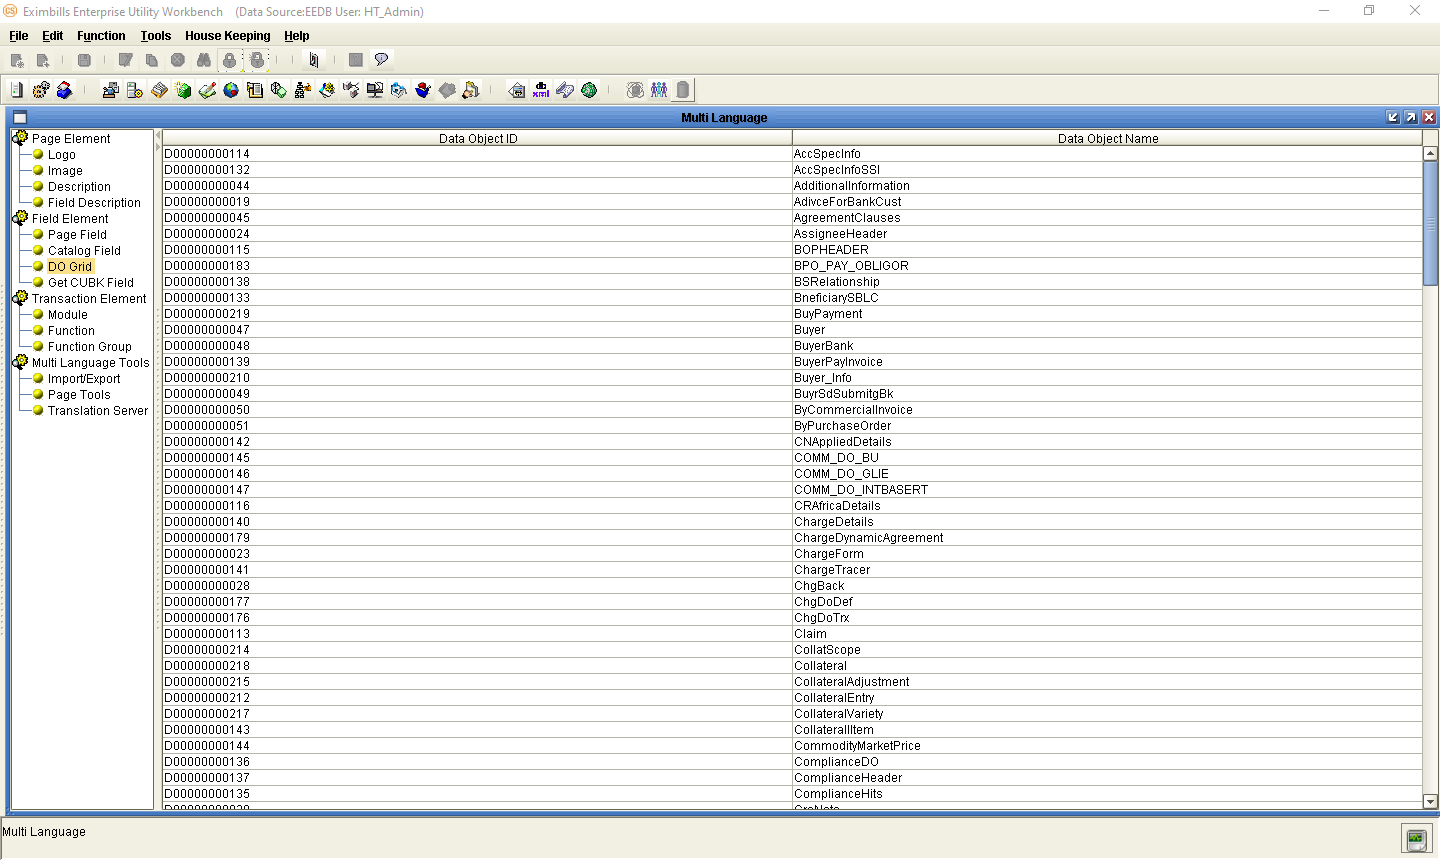 Eximbills Enterprise Utility Workbench (Data Source:EEDB User: HT_Admin)
File Edit Function Tools House Keeping Help
Multi Language
Page Element
Logo
Image
Description
Field Description
Field Element
Page Field
Catalog Field
DO Grid
Get CUBK Field
Transaction Element
Module
Function
Function Group
Multi Language Tools
Import/Export
Page Tools
Translation Server
Data Object ID Data Object Name
D00000000114 AccSpecInfo
D00000000132 AccSpecInfoSSI
D00000000044 AdditionalInformation
D00000000019 AdivceForBankCust
D00000000045 AgreementClauses
D00000000024 AssigneeHeader
D00000000115 BOPHEADER
D00000000183 BPO_PAY_OBLIGOR
D00000000138 BSRelationship
D00000000133 BneficiarySBLC
D00000000219 BuyPayment
D00000000047 Buyer
D00000000048 BuyerBank
D00000000139 BuyerPayInvoice
D00000000210 Buyer_Info
D00000000049 BuyrSdSubmitgBk
D00000000050 ByCommercialInvoice
D00000000051 ByPurchaseOrder
D00000000142 CNAppliedDetails
D00000000145 COMM_DO_BU
D00000000146 COMM_DO_GLIE
D00000000147 COMM_DO_INTBASERT
D00000000116 CRAfricaDetails
D00000000140 ChargeDetails
D00000000179 ChargeDynamicAgreement
D00000000023 ChargeForm
D00000000141 ChargeTracer
D00000000028 ChgBack
D00000000177 ChgDoDef
D00000000176 ChgDoTrx
D00000000113 Claim
D00000000214 CollatScope
D00000000218 Collateral
D00000000215 CollateralAdjustment
D00000000212 CollateralEntry
D00000000217 CollateralVariety
D00000000143 CollateralItem
D00000000144 CommodityMarketPrice
D00000000136 ComplianceDO
D00000000137 ComplianceHeader
D00000000135 ComplianceHits
Multi Language